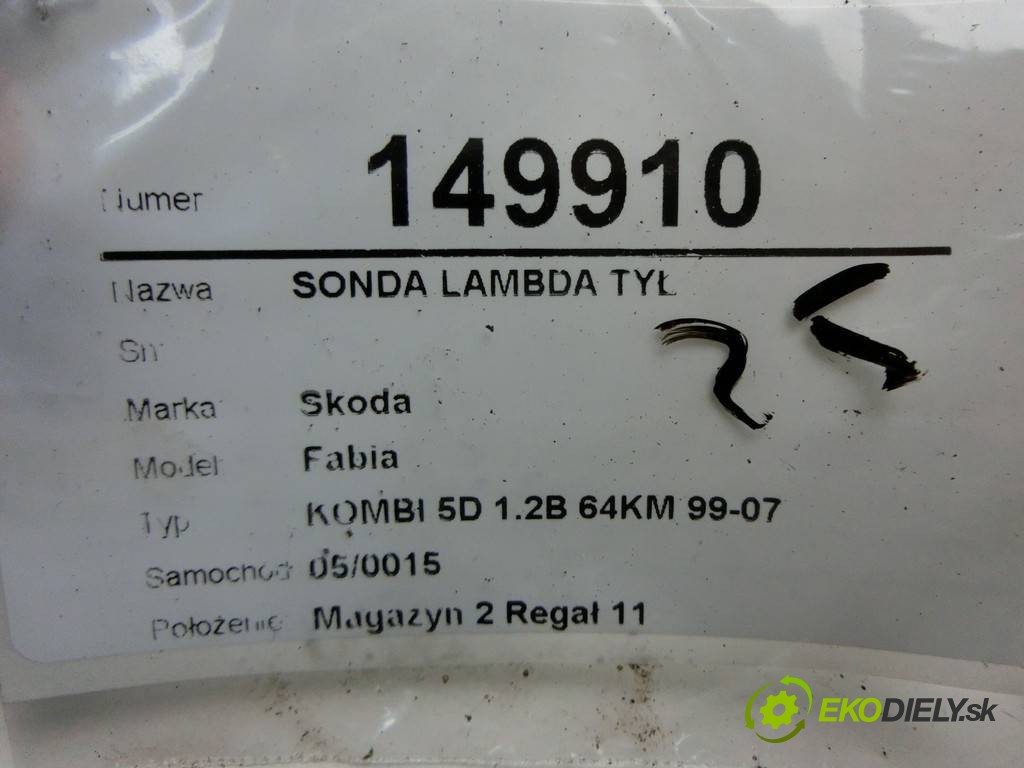 Numer 149910
Nazwa SONDA LAMBDA TYŁ
Sn
Marka Skoda
Model Fabia
Typ KOMBI 5D 1.2B 64KM 99-07
Samochód 05/0015
Położenie Magazyn 2 Regał 11
25
EKODIELY.sk